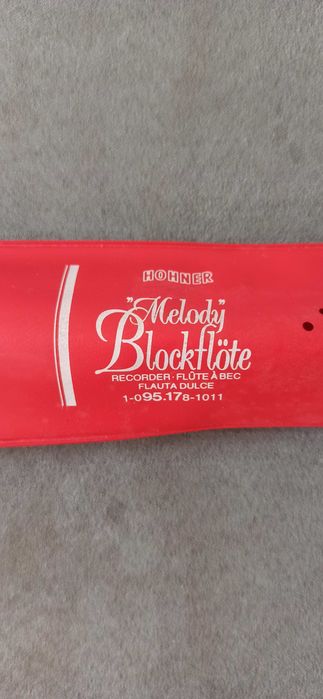 HOHNER
"Melody"
Blockflöte
RECORDER·FLÛTE À BEC
FLAUTA DULCE
1-095.178-1011